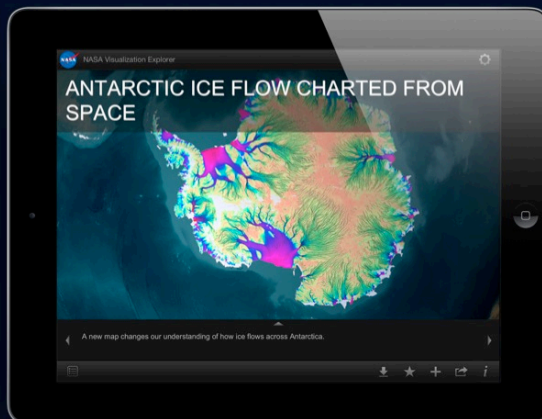 NASA
NASA Visualization Explorer
ANTARCTIC ICE FLOW CHARTED FROM
SPACE
A new map changes our understanding of how ice flows across Antarctica.
i